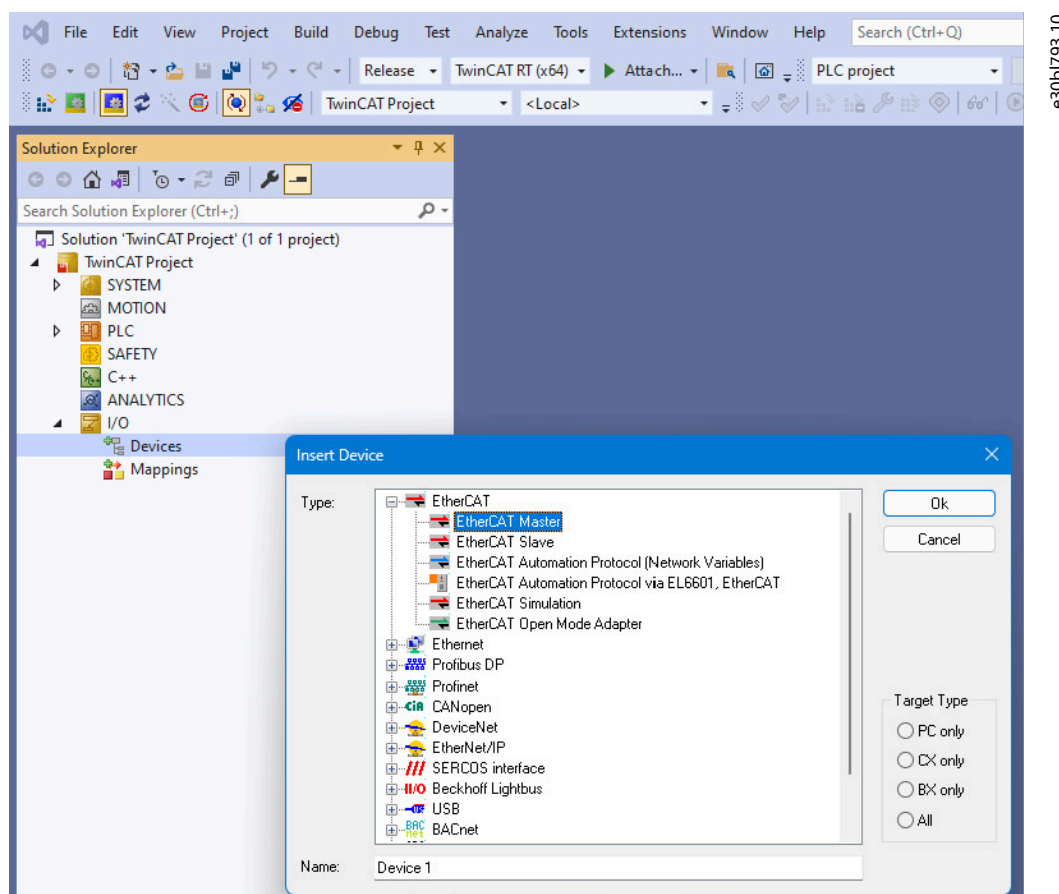 File Edit View Project Build Debug Test Analyze Tools Extensions Window Help Search (Ctrl+Q)
Release TwinCAT RT (x64) Attach... PLC project
TwinCAT Project <Local>
e30bl793.10
Solution Explorer
Search Solution Explorer (Ctrl+;)
Solution 'TwinCAT Project' (1 of 1 project)
TwinCAT Project
SYSTEM
MOTION
PLC
SAFETY
C++
ANALYTICS
I/O
Devices
Mappings
Insert Device
Type:
EtherCAT
EtherCAT Master
EtherCAT Slave
EtherCAT Automation Protocol (Network Variables)
EtherCAT Automation Protocol via EL6601, EtherCAT
EtherCAT Simulation
EtherCAT Open Mode Adapter
Ethernet
Profibus DP
Profinet
CANopen
DeviceNet
EtherNet/IP
SERCOS interface
Beckhoff Lightbus
USB
BACnet
Ok
Cancel
Target Type
PC only
CX only
BX only
All
Name: Device 1